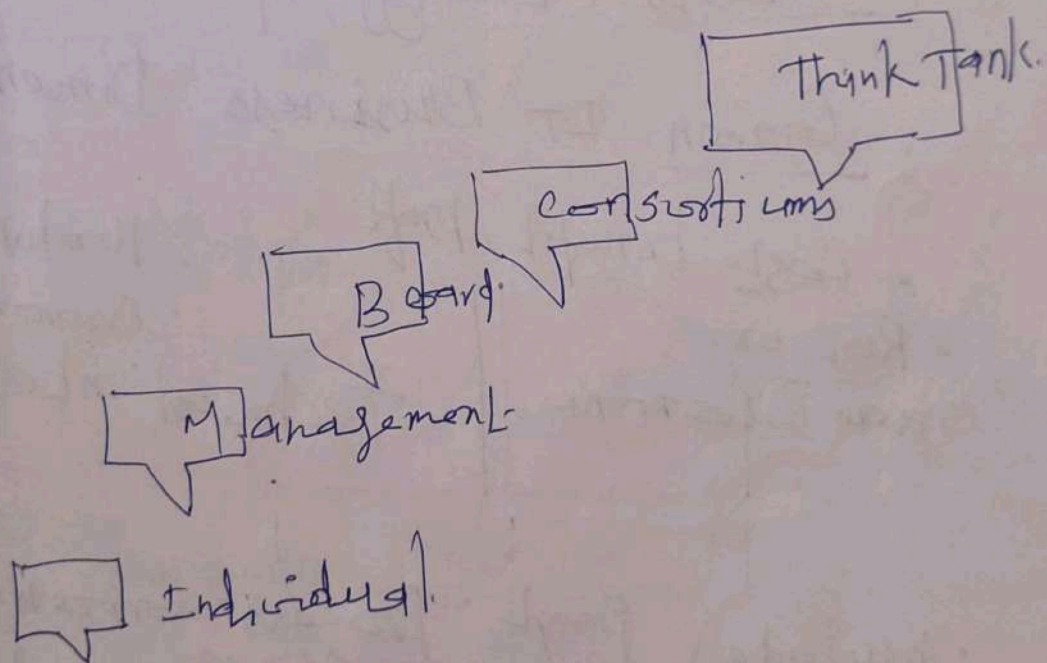 Think Tank.
Consortiums
Board.
Management.
Individual.